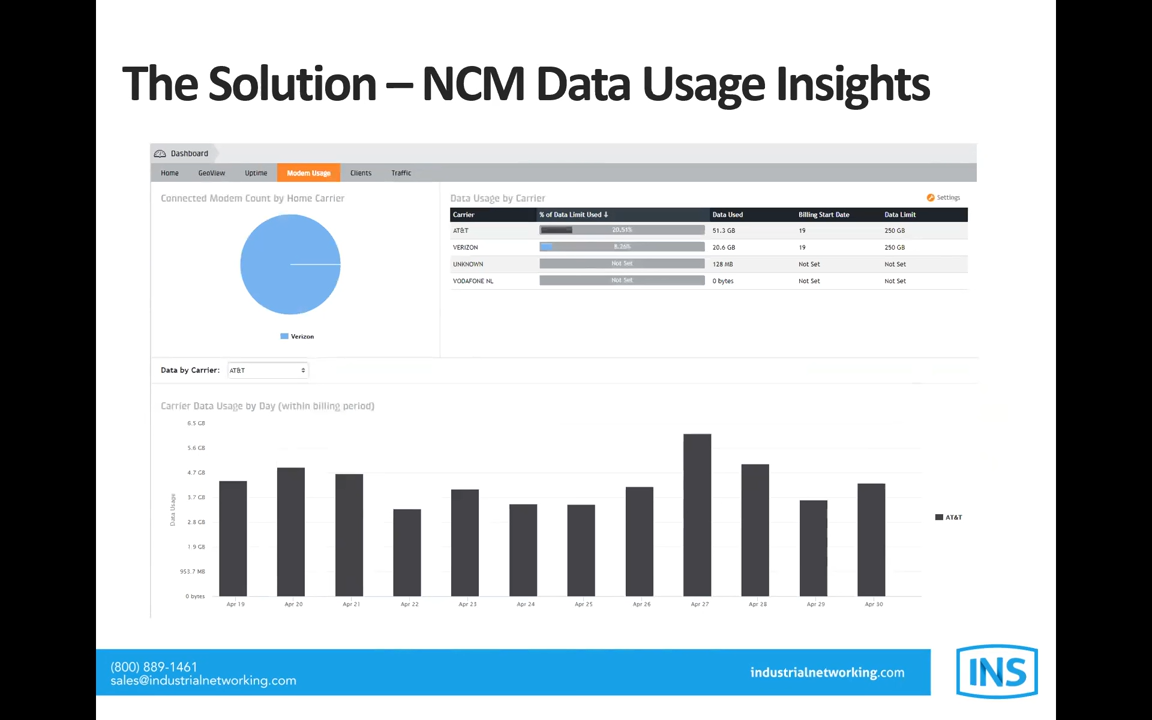 The Solution – NCM Data Usage Insights
Dashboard
Home GeoView Uptime Modem Usage Clients Traffic
Connected Modem Count by Home Carrier
Verizon
Data Usage by Carrier
Settings
Carrier % of Data Limit Used ↓ Data Used Billing Start Date Data Limit
AT&T 20.51% 51.3 GB 19 250 GB
VERIZON 8.26% 20.6 GB 19 250 GB
UNKNOWN Not Set 128 MB Not Set Not Set
VODAFONE NL Not Set 0 bytes Not Set Not Set
Data by Carrier: AT&T
Carrier Data Usage by Day (within billing period)
Data Usage
6.5 GB
5.6 GB
4.7 GB
3.7 GB
2.8 GB
1.9 GB
953.7 MB
0 bytes
Apr 19 Apr 20 Apr 21 Apr 22 Apr 23 Apr 24 Apr 25 Apr 26 Apr 27 Apr 28 Apr 29 Apr 30
AT&T
(800) 889-1461
sales@industrialnetworking.com
industrialnetworking.com
INS